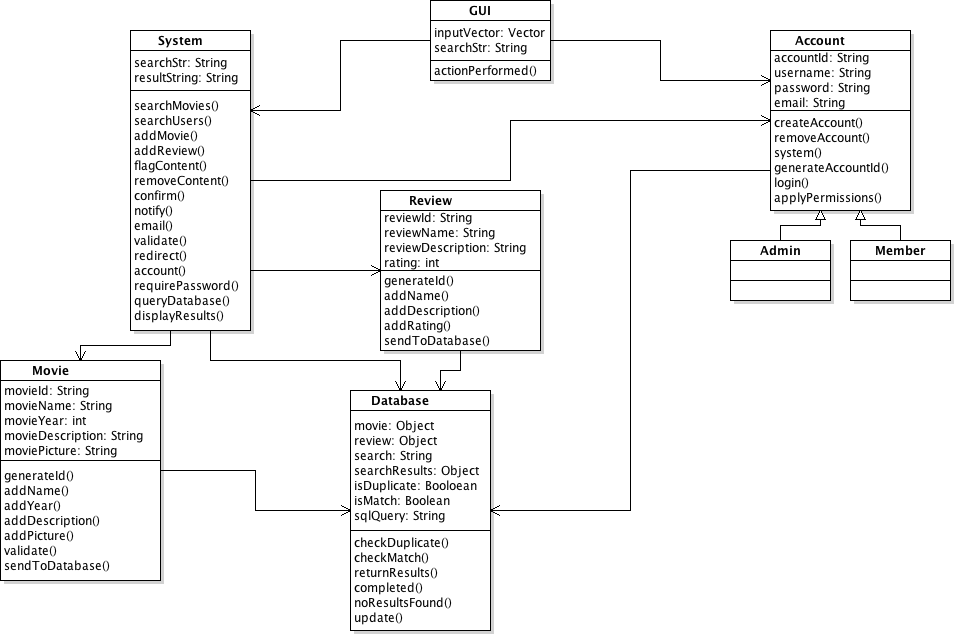 GUI
inputVector: Vector
searchStr: String
actionPerformed()
System
searchStr: String
resultString: String
searchMovies()
searchUsers()
addMovie()
addReview()
flagContent()
removeContent()
confirm()
notify()
email()
validate()
redirect()
account()
requirePassword()
queryDatabase()
displayResults()
Account
accountId: String
username: String
password: String
email: String
createAccount()
removeAccount()
system()
generateAccountId()
login()
applyPermissions()
Review
reviewId: String
reviewName: String
reviewDescription: String
rating: int
generateId()
addName()
addDescription()
addRating()
sendToDatabase()
Admin
Member
Movie
movieId: String
movieName: String
movieYear: int
movieDescription: String
moviePicture: String
generateId()
addName()
addYear()
addDescription()
addPicture()
validate()
sendToDatabase()
Database
movie: Object
review: Object
search: String
searchResults: Object
isDuplicate: Booloean
isMatch: Boolean
sqlQuery: String
checkDuplicate()
checkMatch()
returnResults()
completed()
noResultsFound()
update()